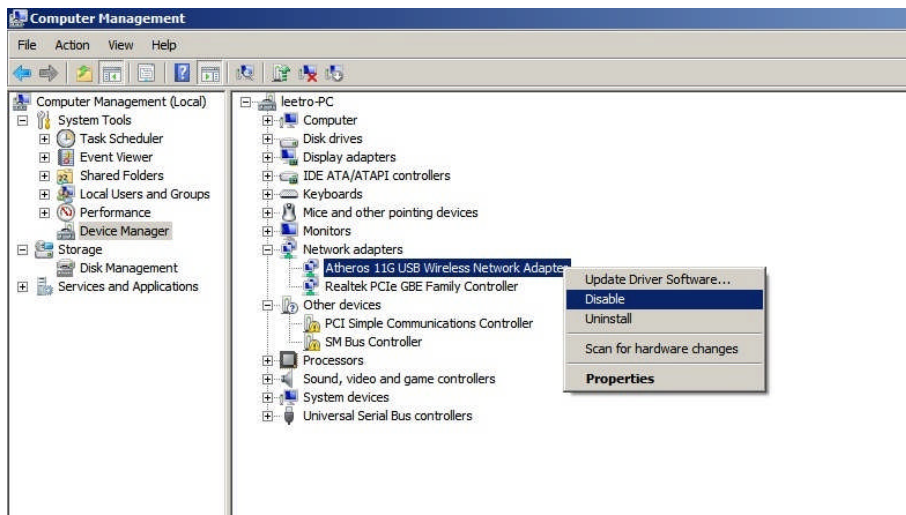 Computer Management
File Action View Help
Computer Management (Local)
System Tools
Task Scheduler
Event Viewer
Shared Folders
Local Users and Groups
Performance
Device Manager
Storage
Disk Management
Services and Applications
leetro-PC
Computer
Disk drives
Display adapters
IDE ATA/ATAPI controllers
Keyboards
Mice and other pointing devices
Monitors
Network adapters
Atheros 11G USB Wireless Network Adapter
Realtek PCIe GBE Family Controller
Other devices
PCI Simple Communications Controller
SM Bus Controller
Processors
Sound, video and game controllers
System devices
Universal Serial Bus controllers
Update Driver Software...
Disable
Uninstall
Scan for hardware changes
Properties